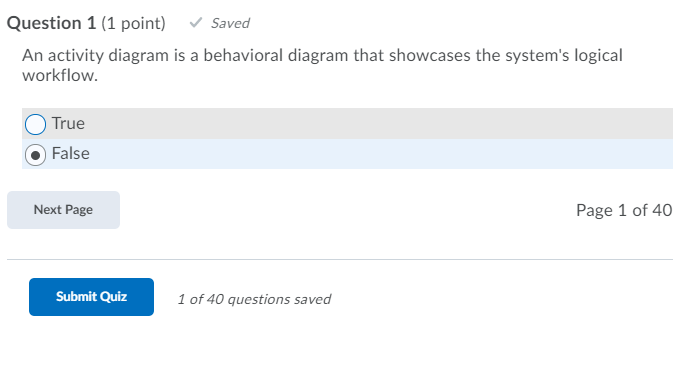 Question 1 (1 point) Saved
An activity diagram is a behavioral diagram that showcases the system's logical
workflow.
True
False
Next Page Page 1 of 40
Submit Quiz 1 of 40 questions saved